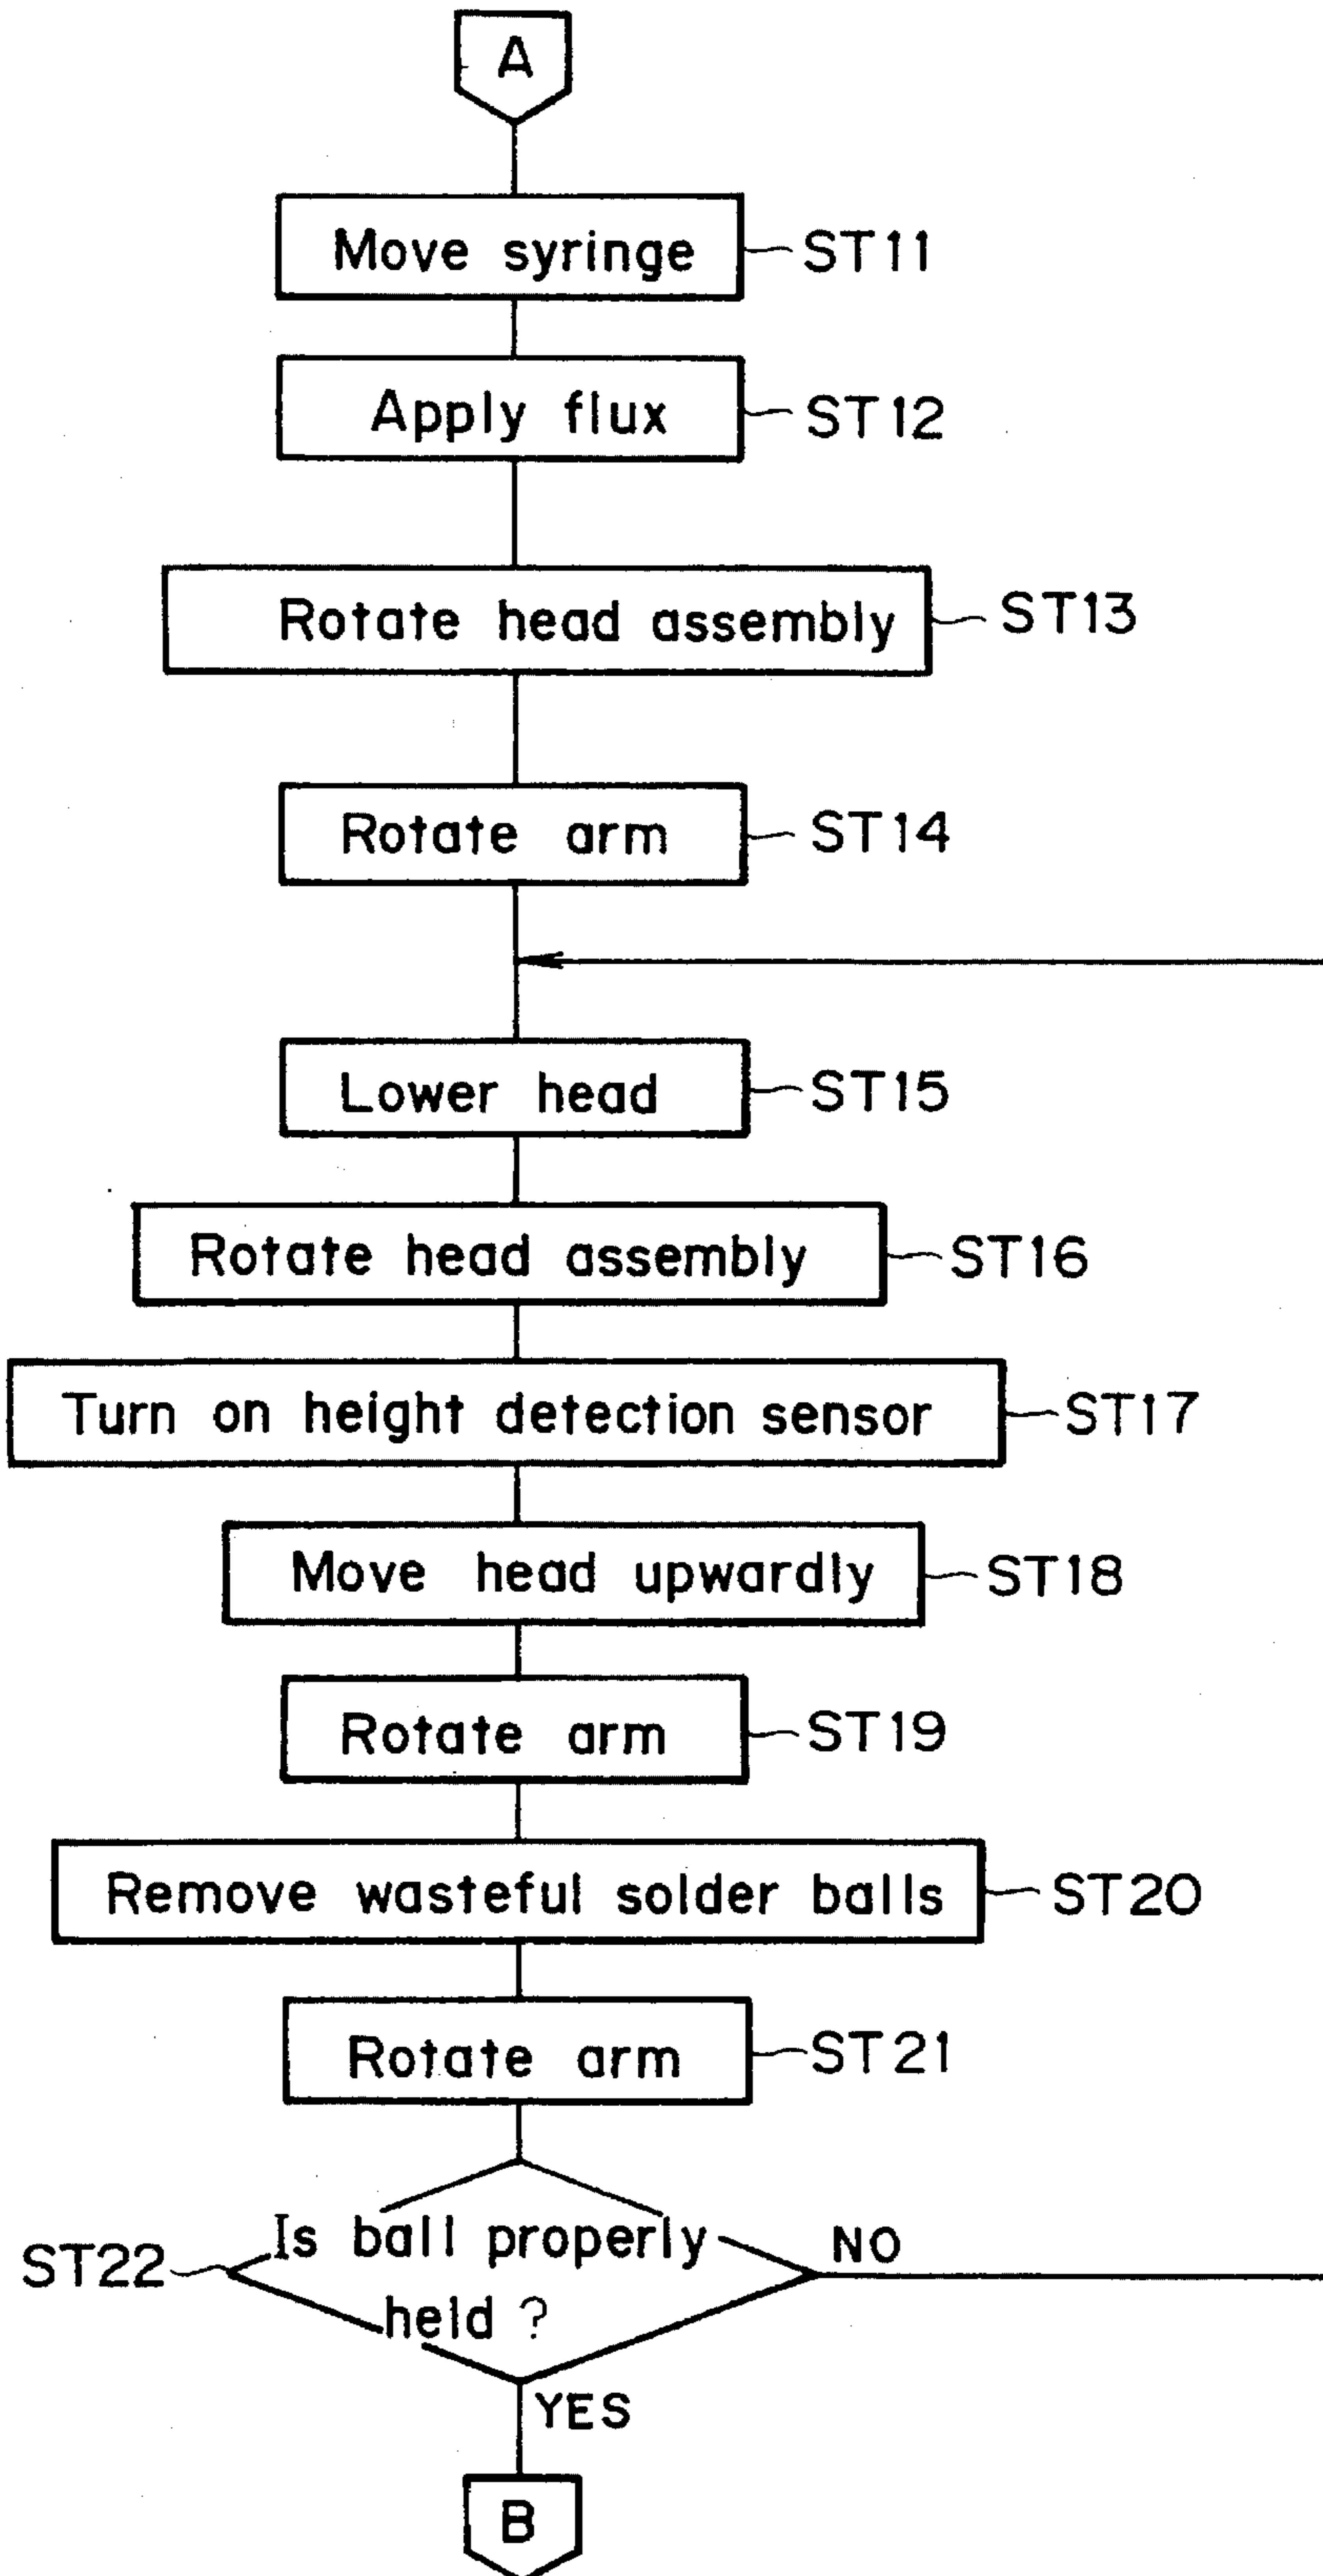 A
Move syringe ST11
Apply flux ST12
Rotate head assembly ST13
Rotate arm ST14
Lower head ST15
Rotate head assembly ST16
Turn on height detection sensor ST17
Move head upwardly ST18
Rotate arm ST19
Remove wasteful solder balls ST20
Rotate arm ST21
Is ball properly NO
ST22
held ?
YES
B